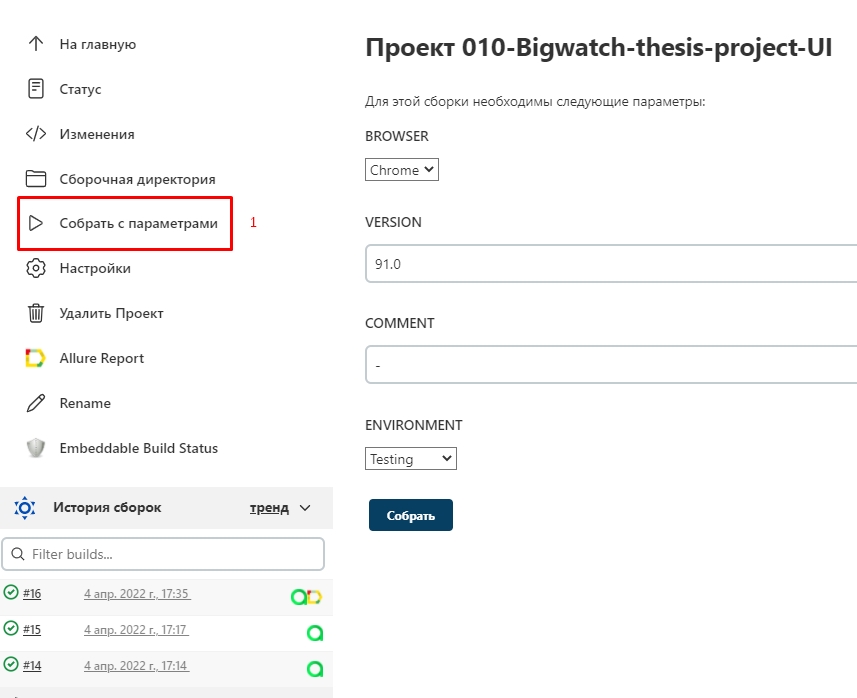 На главную
Статус
Изменения
Сборочная директория
Собрать с параметрами
1
Настройки
Удалить Проект
Allure Report
Rename
Embeddable Build Status
История сборок
тренд
Filter builds...
#16 4 апр. 2022 г., 17:35
#15 4 апр. 2022 г., 17:17
#14 4 апр. 2022 г., 17:14
Проект 010-Bigwatch-thesis-project-UI
Для этой сборки необходимы следующие параметры:
BROWSER
Chrome
VERSION
91.0
COMMENT
-
ENVIRONMENT
Testing
Собрать